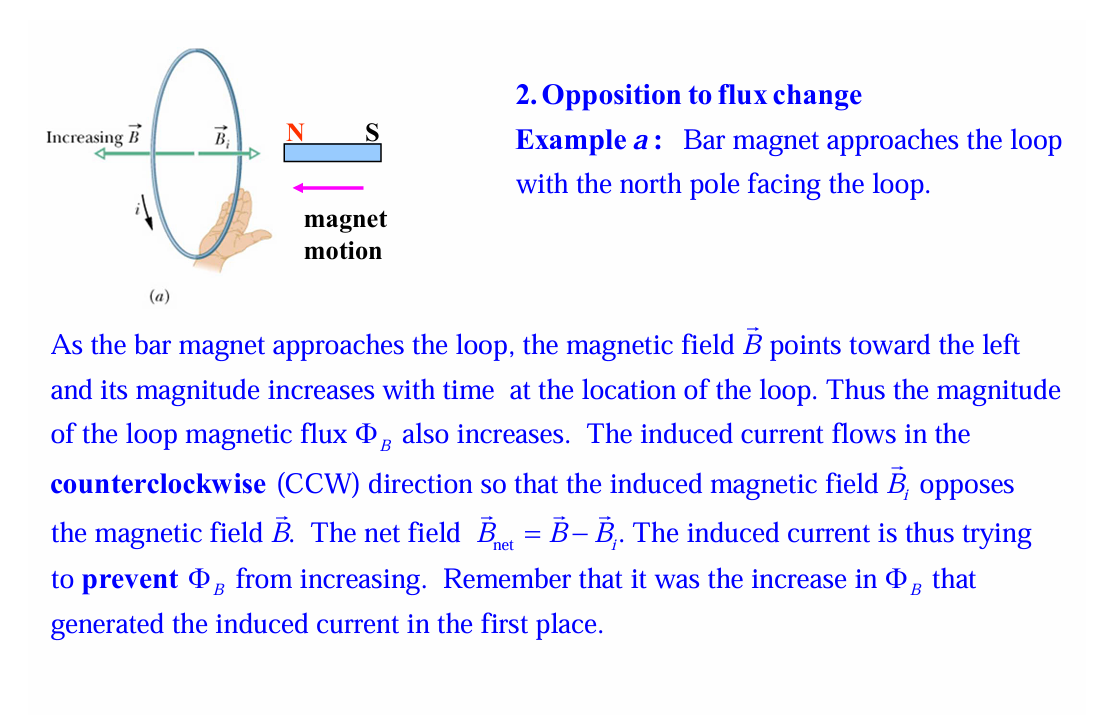 Increasing B⃗
B⃗i
N S
i
magnet
motion
(a)
2. Opposition to flux change
Example a : Bar magnet approaches the loop
with the north pole facing the loop.
As the bar magnet approaches the loop, the magnetic field B⃗ points toward the left
and its magnitude increases with time at the location of the loop. Thus the magnitude
of the loop magnetic flux Φ_B also increases. The induced current flows in the
counterclockwise (CCW) direction so that the induced magnetic field B⃗_i opposes
the magnetic field B⃗. The net field B⃗_net = B⃗ − B⃗_i. The induced current is thus trying
to prevent Φ_B from increasing. Remember that it was the increase in Φ_B that
generated the induced current in the first place.